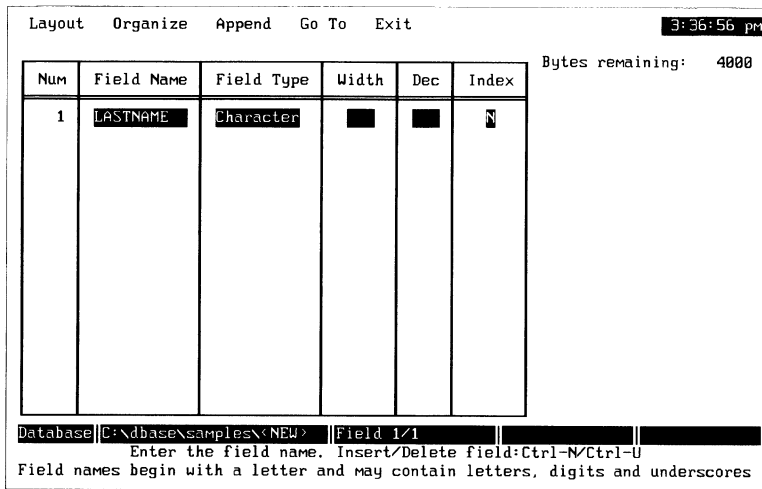 Layout Organize Append Go To Exit 3:36:56 pm
Bytes remaining: 4000
Num Field Name Field Type Width Dec Index
1 LASTNAME Character N
Database C:\dbase\samples\<NEW> Field 1/1
Enter the field name. Insert/Delete field:Ctrl-N/Ctrl-U
Field names begin with a letter and may contain letters, digits and underscores